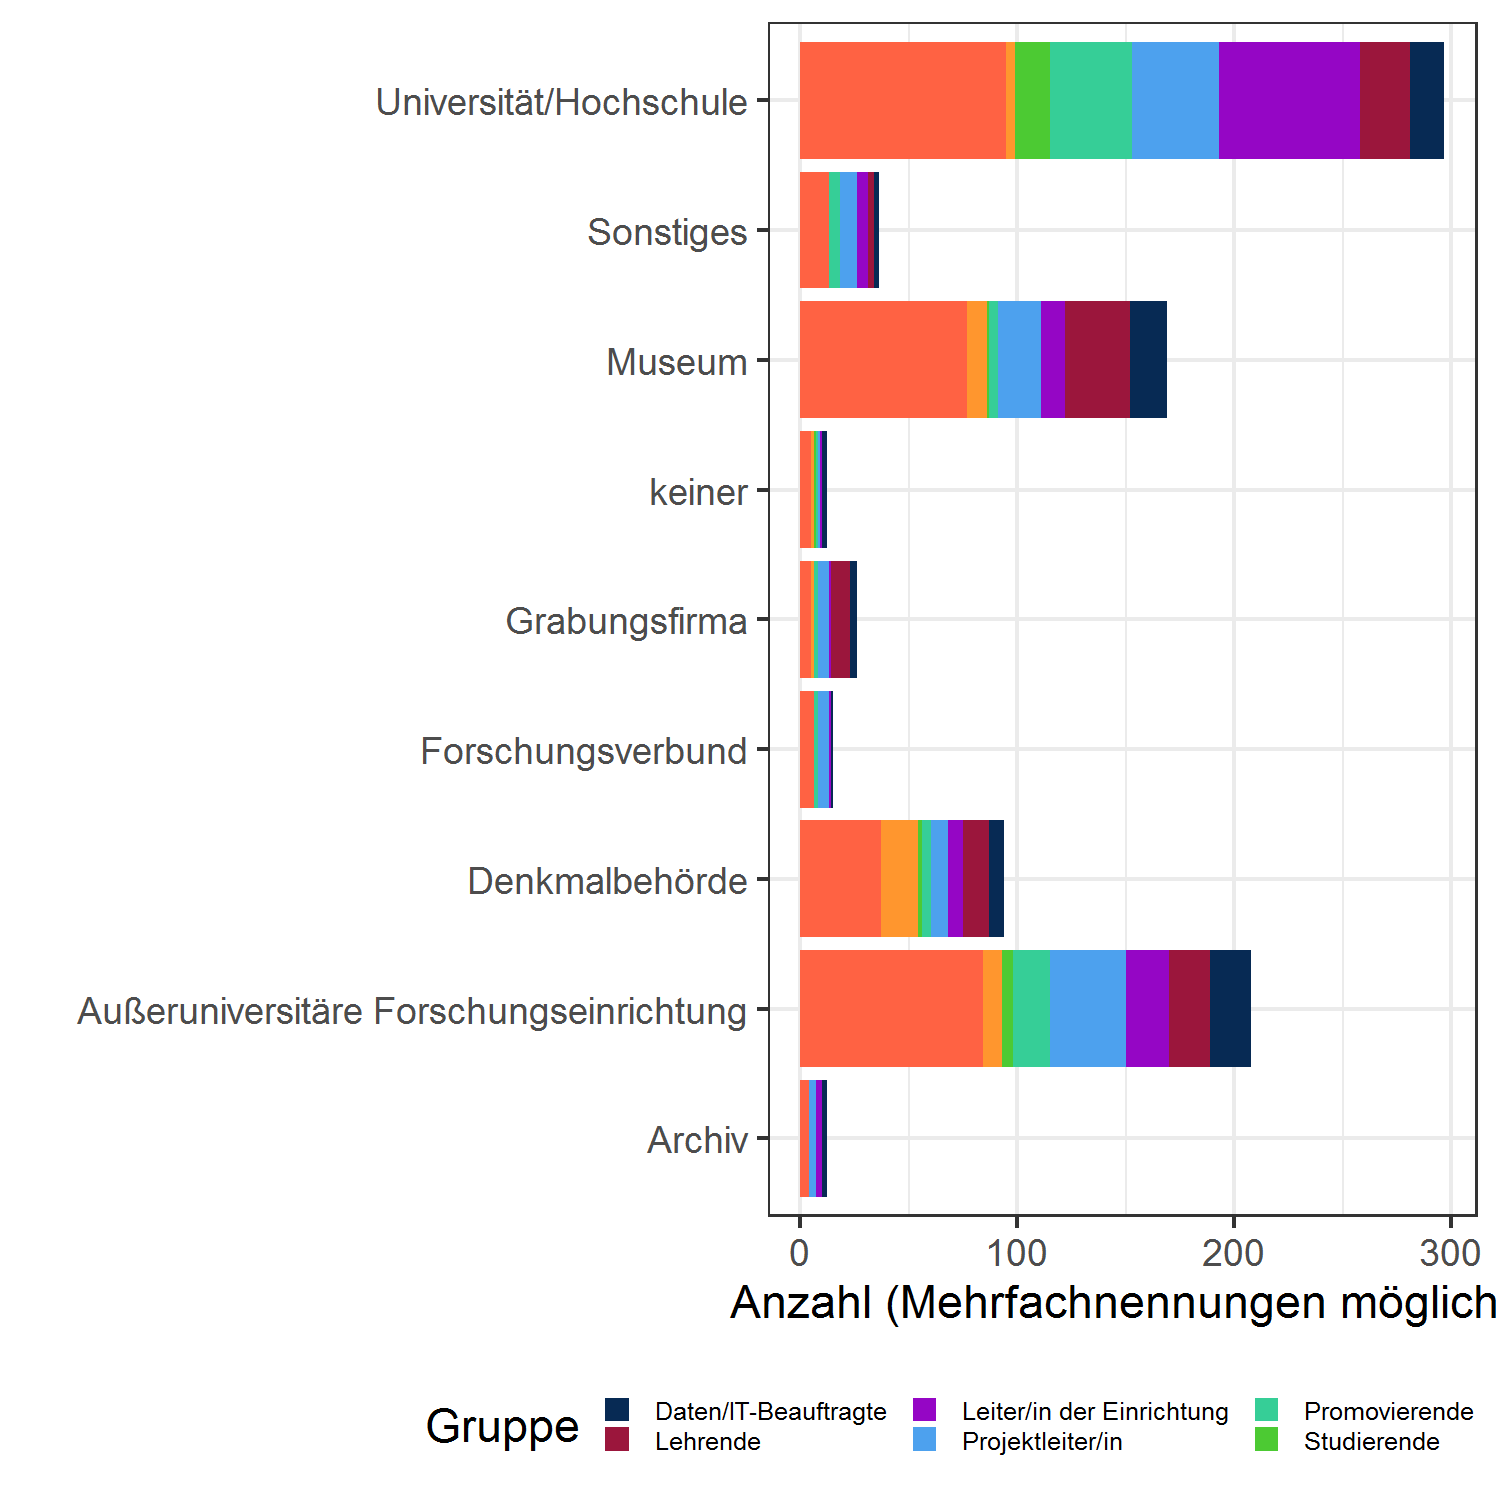 Universität/Hochschule
Sonstiges
Museum
keiner
Grabungsfirma
Forschungsverbund
Denkmalbehörde
Außeruniversitäre Forschungseinrichtung
Archiv
0 100 200 300
Anzahl (Mehrfachnennungen möglich
Gruppe
Daten/IT-Beauftragte Leiter/in der Einrichtung Promovierende
Lehrende Projektleiter/in Studierende